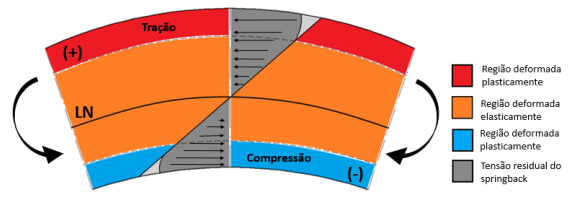 Tração
(+)
LN
Compressão
(-)
Região deformada
plasticamente
Região deformada
elasticamente
Região deformada
plasticamente
Tensão residual do
springback